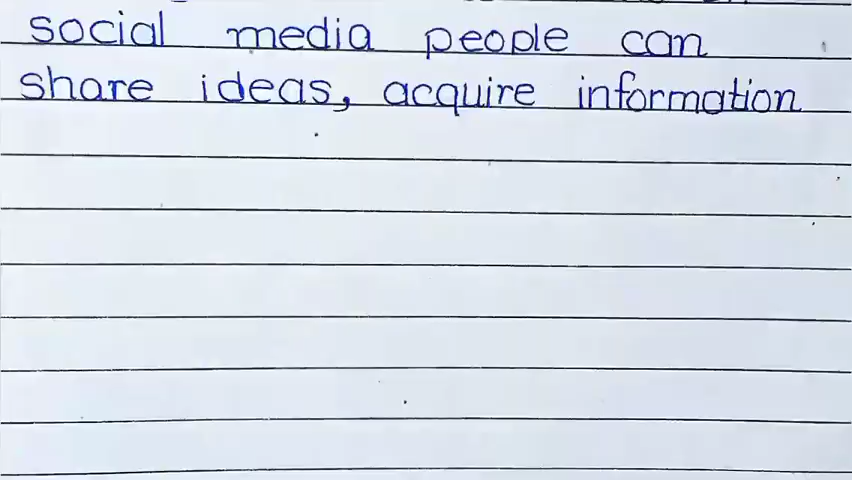 social media people can
share ideas, acquire information